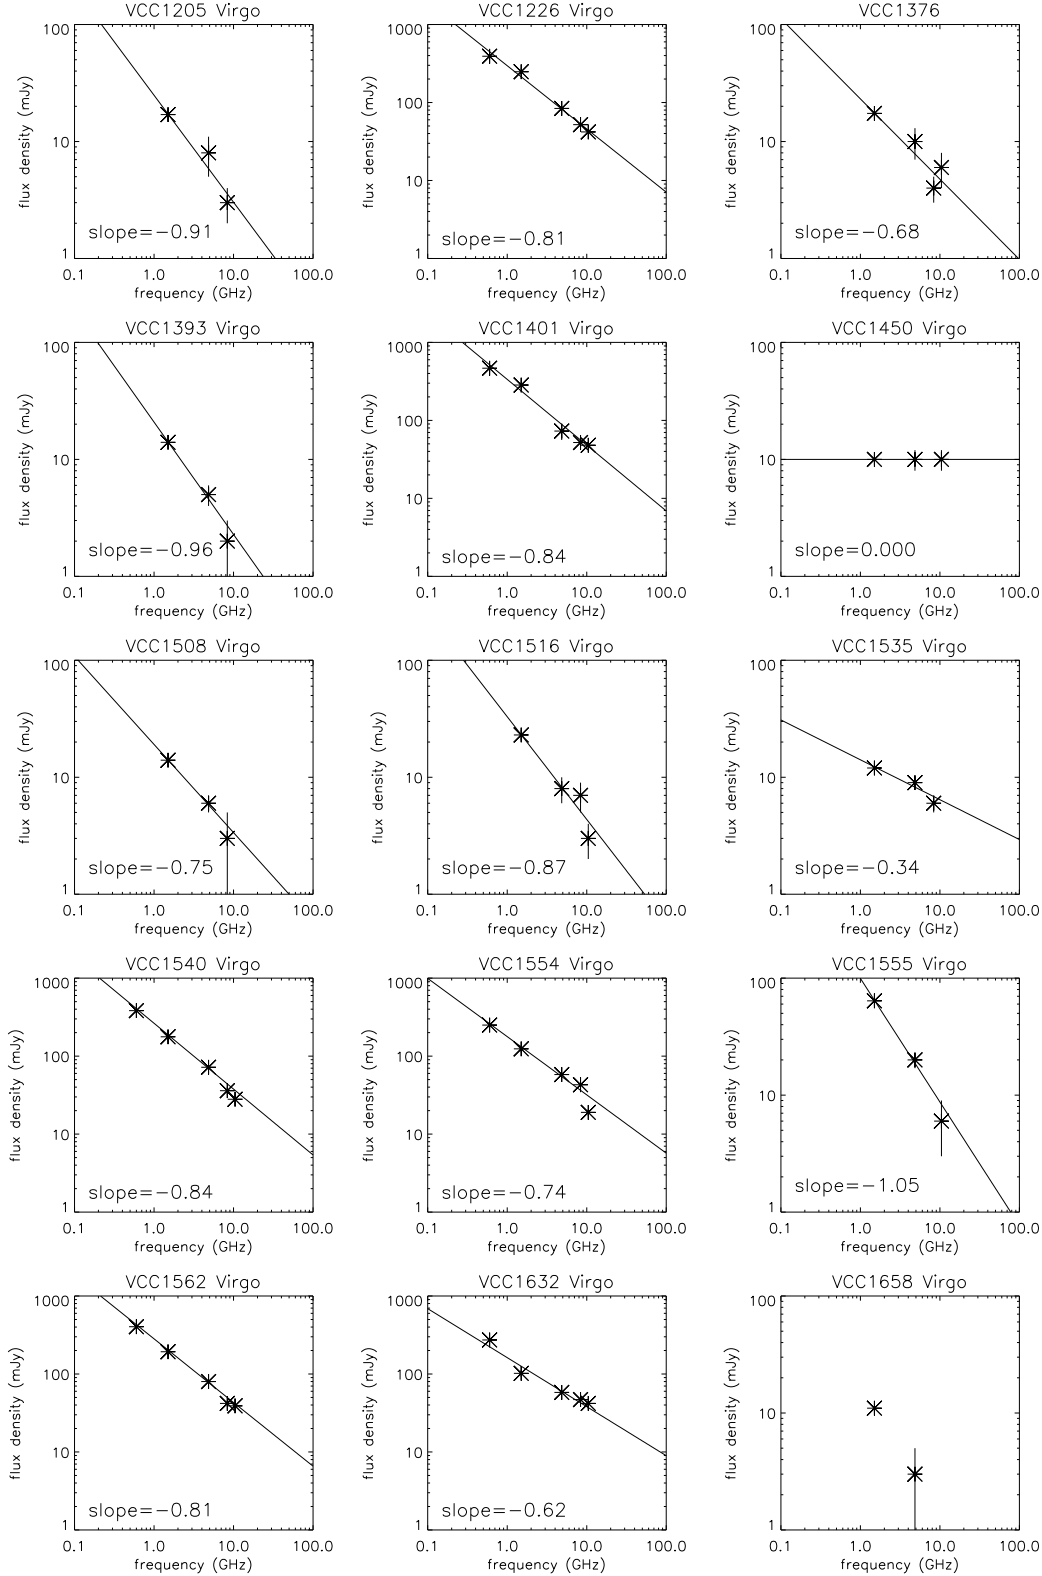 VCC1205 Virgo
VCC1226 Virgo
VCC1376
100
10
1
flux density (mJy)
slope=−0.91
0.1 1.0 10.0 100.0
frequency (GHz)
1000
100
10
1
flux density (mJy)
slope=−0.81
0.1 1.0 10.0 100.0
frequency (GHz)
100
10
1
flux density (mJy)
slope=−0.68
0.1 1.0 10.0 100.0
frequency (GHz)
VCC1393 Virgo
VCC1401 Virgo
VCC1450 Virgo
100
10
1
flux density (mJy)
slope=−0.96
0.1 1.0 10.0 100.0
frequency (GHz)
1000
100
10
1
flux density (mJy)
slope=−0.84
0.1 1.0 10.0 100.0
frequency (GHz)
100
10
1
flux density (mJy)
slope=0.000
0.1 1.0 10.0 100.0
frequency (GHz)
VCC1508 Virgo
VCC1516 Virgo
VCC1535 Virgo
100
10
1
flux density (mJy)
slope=−0.75
0.1 1.0 10.0 100.0
frequency (GHz)
100
10
1
flux density (mJy)
slope=−0.87
0.1 1.0 10.0 100.0
frequency (GHz)
100
10
1
flux density (mJy)
slope=−0.34
0.1 1.0 10.0 100.0
frequency (GHz)
VCC1540 Virgo
VCC1554 Virgo
VCC1555 Virgo
1000
100
10
1
flux density (mJy)
slope=−0.84
0.1 1.0 10.0 100.0
frequency (GHz)
1000
100
10
1
flux density (mJy)
slope=−0.74
0.1 1.0 10.0 100.0
frequency (GHz)
100
10
1
flux density (mJy)
slope=−1.05
0.1 1.0 10.0 100.0
frequency (GHz)
VCC1562 Virgo
VCC1632 Virgo
VCC1658 Virgo
1000
100
10
1
flux density (mJy)
slope=−0.81
0.1 1.0 10.0 100.0
frequency (GHz)
1000
100
10
1
flux density (mJy)
slope=−0.62
0.1 1.0 10.0 100.0
frequency (GHz)
100
10
1
flux density (mJy)
0.1 1.0 10.0 100.0
frequency (GHz)